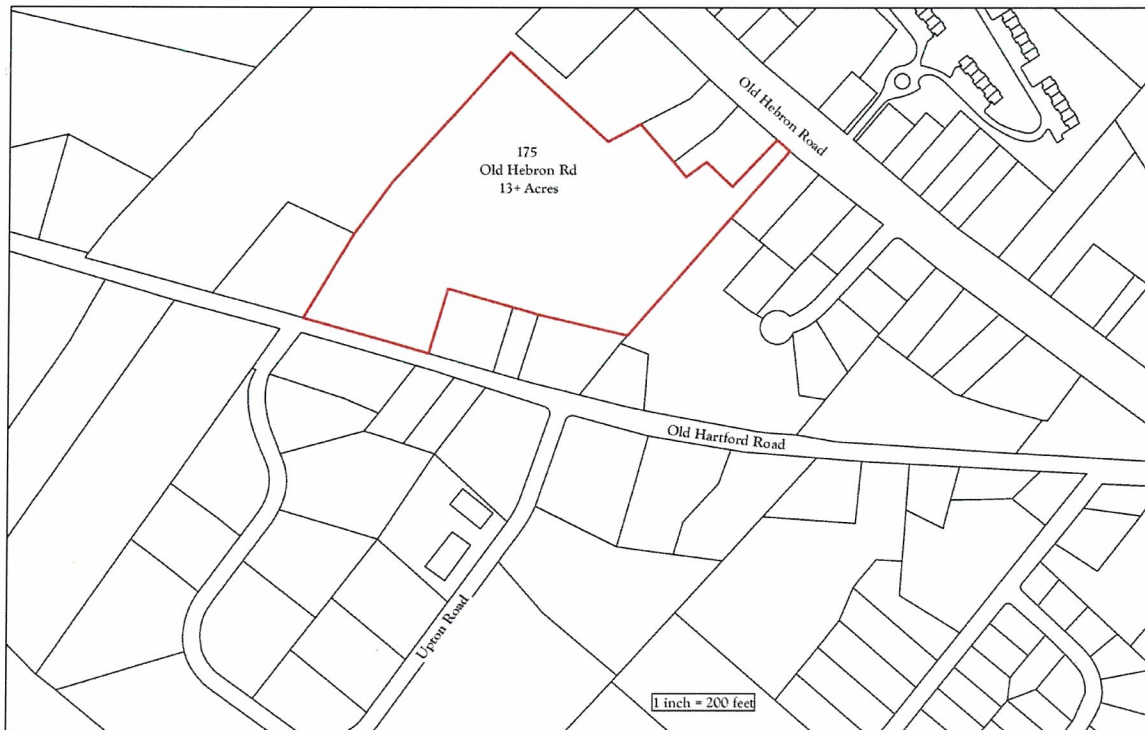 Old Hebron Road
175
Old Hebron Rd
13+ Acres
Old Hartford Road
Upton Road
1 inch = 200 feet